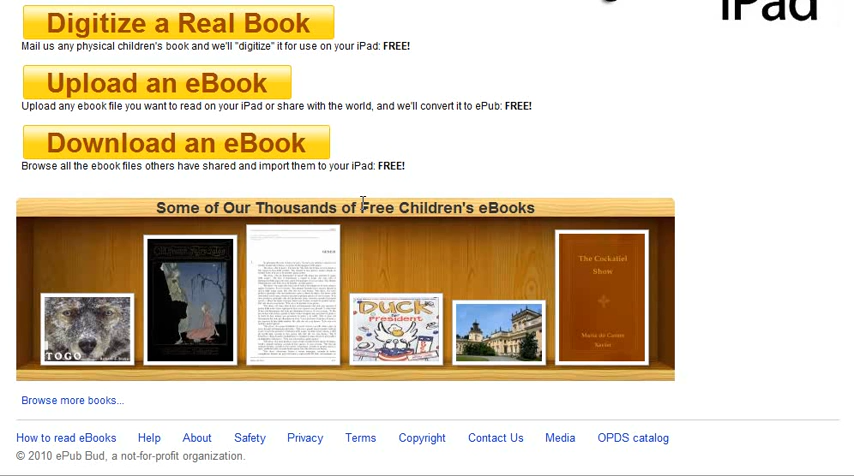 iPad
Digitize a Real Book
Mail us any physical children's book and we'll "digitize" it for use on your iPad: FREE!
Upload an eBook
Upload any ebook file you want to read on your iPad or share with the world, and we'll convert it to ePub: FREE!
Download an eBook
Browse all the ebook files others have shared and import them to your iPad: FREE!
Some of Our Thousands of Free Children's eBooks
TOGO
DUCK
for
President
The Cockatiel
Show
Browse more books...
How to read eBooks Help About Safety Privacy Terms Copyright Contact Us Media OPDS catalog
© 2010 ePub Bud, a not-for-profit organization.